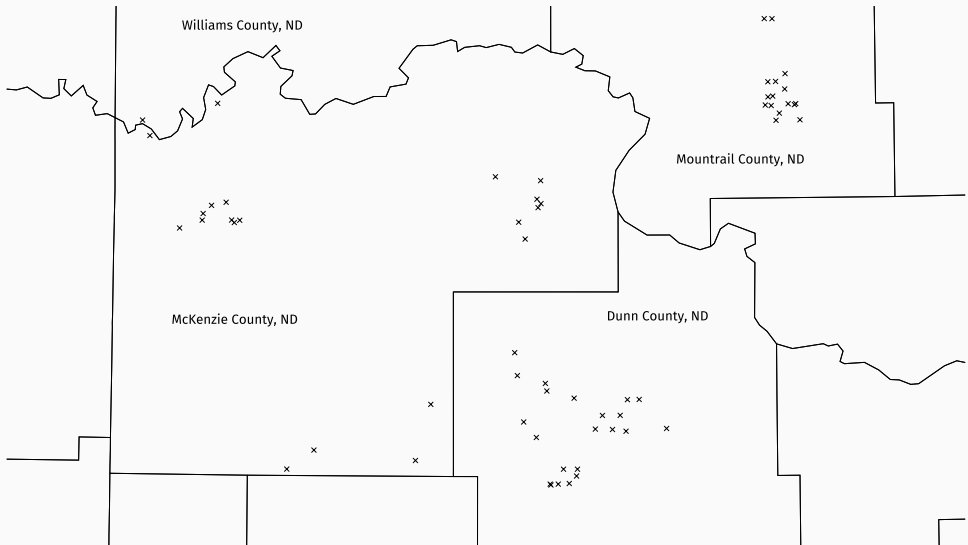 Williams County, ND
Mountrail County, ND
McKenzie County, ND
Dunn County, ND